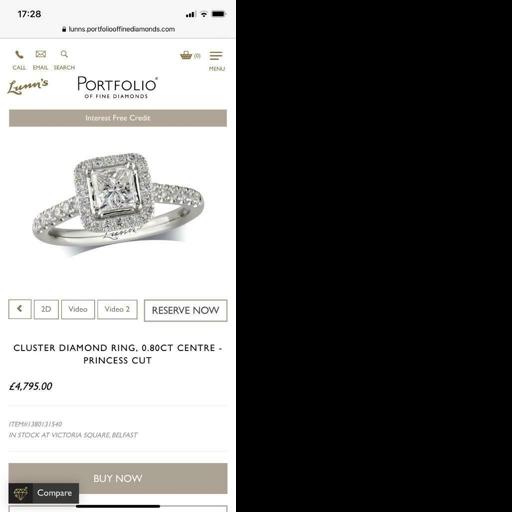 17:28
lunns.portfoliooffinediamonds.com
CALL EMAIL SEARCH
(0)
MENU
Lunn's
PORTFOLIO
OF FINE DIAMONDS
Interest Free Credit
Lunn's
2D Video Video 2 RESERVE NOW
CLUSTER DIAMOND RING, 0.80CT CENTRE -
PRINCESS CUT
£4,795.00
ITEM#1380131540
IN STOCK AT VICTORIA SQUARE, BELFAST
BUY NOW
Compare